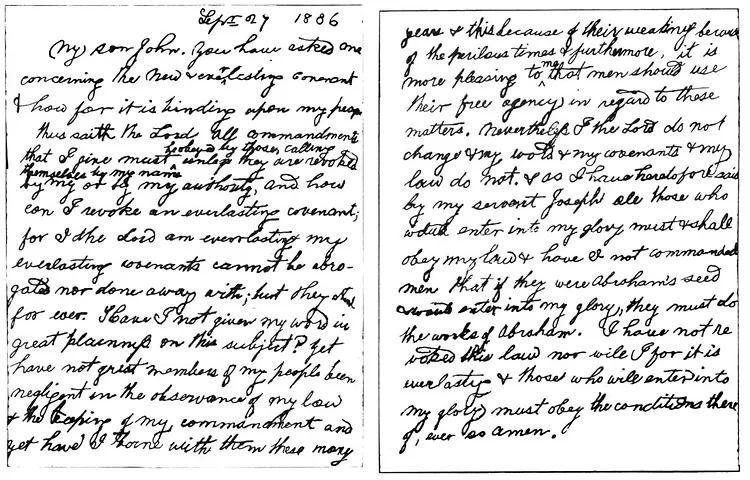 Sept 27 1886
My son John. You have asked me
concerning the New & everlasting covenant
& how far it is binding upon my people
thus saith the Lord All commandments
that I give must be obeyed by those calling
themselves by my name unless they are revoked
by my or by my authority, and how
can I revoke an everlasting covenant;
for I the Lord am everlasting & my
everlasting covenants cannot be abro-
gated nor done away with; but they stand
for ever. Have I not given my word in
great plainness on this subject? Yet
have not great numbers of my people been
negligent in the observance of my law
& the keeping of my commandment and
yet have I borne with them these many
years & this because of their weakness because
of the perilous times & furthermore, it is
more pleasing to me that men should use
their free agency in regard to these
matters. Nevertheless I the Lord do not
change & my word & my covenants & my
law do not. & as I have heretofore said
by my servant Joseph all those who
would enter into my glory must & shall
obey my law & have I not commanded
men that if they were Abraham's seed
& would enter into my glory, they must do
the works of Abraham. I have not re
voked this law nor will I for it is
everlasting & those who will enter into
my glory must obey the conditions there
of, even so amen.